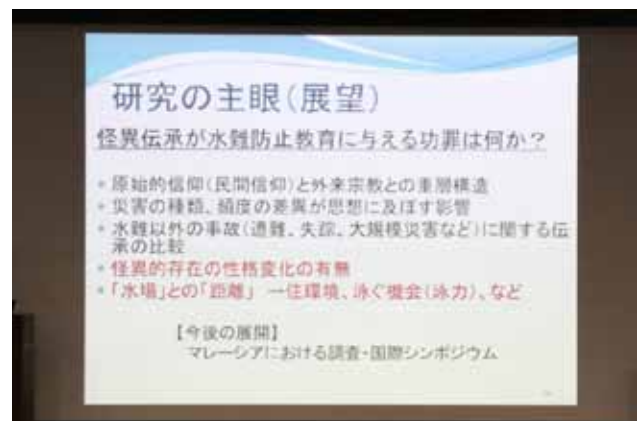 研究の主眼(展望)
怪異伝承が水難防止教育に与える功罪は何か?
• 原始的信仰(民間信仰)と外来宗教との重層構造
• 災害の種類、頻度の差異が思想に及ぼす影響
• 水難以外の事故(遭難、失踪、大規模災害など)に関する伝
承の比較
• 怪異的存在の性格変化の有無
• 「水場」との「距離」 →住環境、泳ぐ機会(泳力)、など
【今後の展開】
マレーシアにおける調査・国際シンポジウム